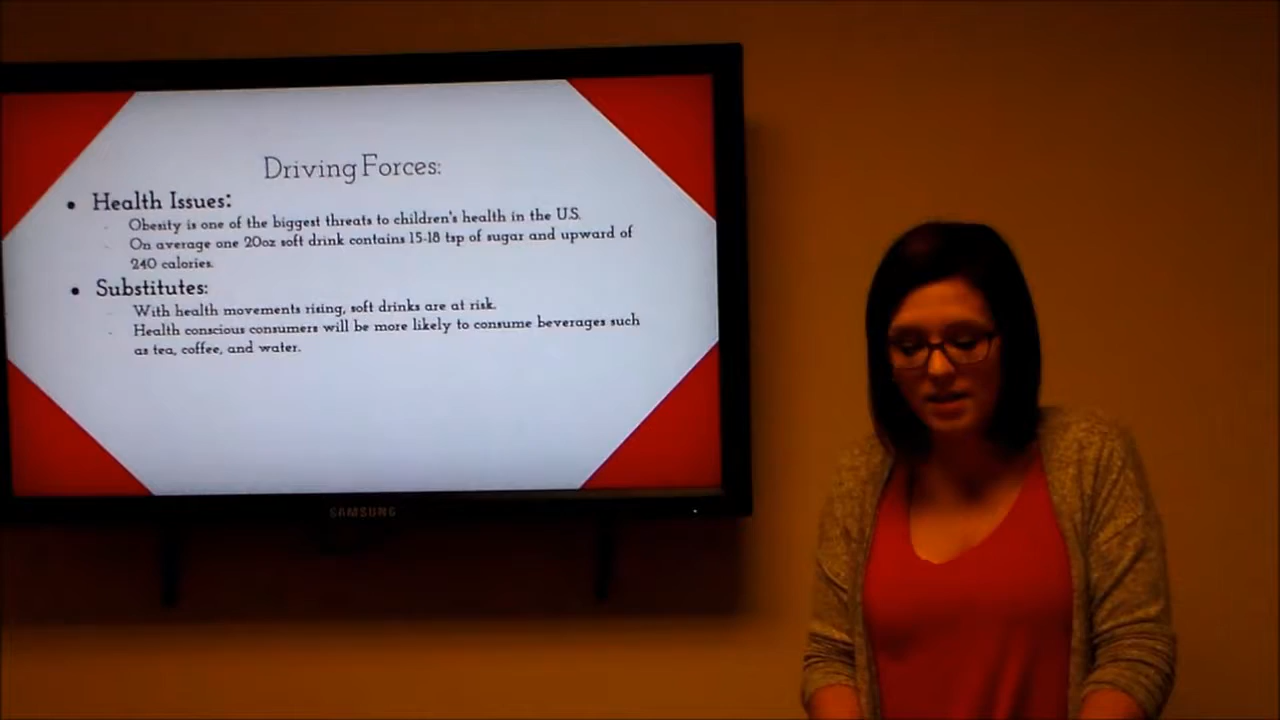 Driving Forces:
• Health Issues:
- Obesity is one of the biggest threats to children's health in the U.S.
- On average one 20oz soft drink contains 15-18 tsp of sugar and upward of
240 calories.
• Substitutes:
- With health movements rising, soft drinks are at risk.
- Health conscious consumers will be more likely to consume beverages such
as tea, coffee, and water.
SAMSUNG